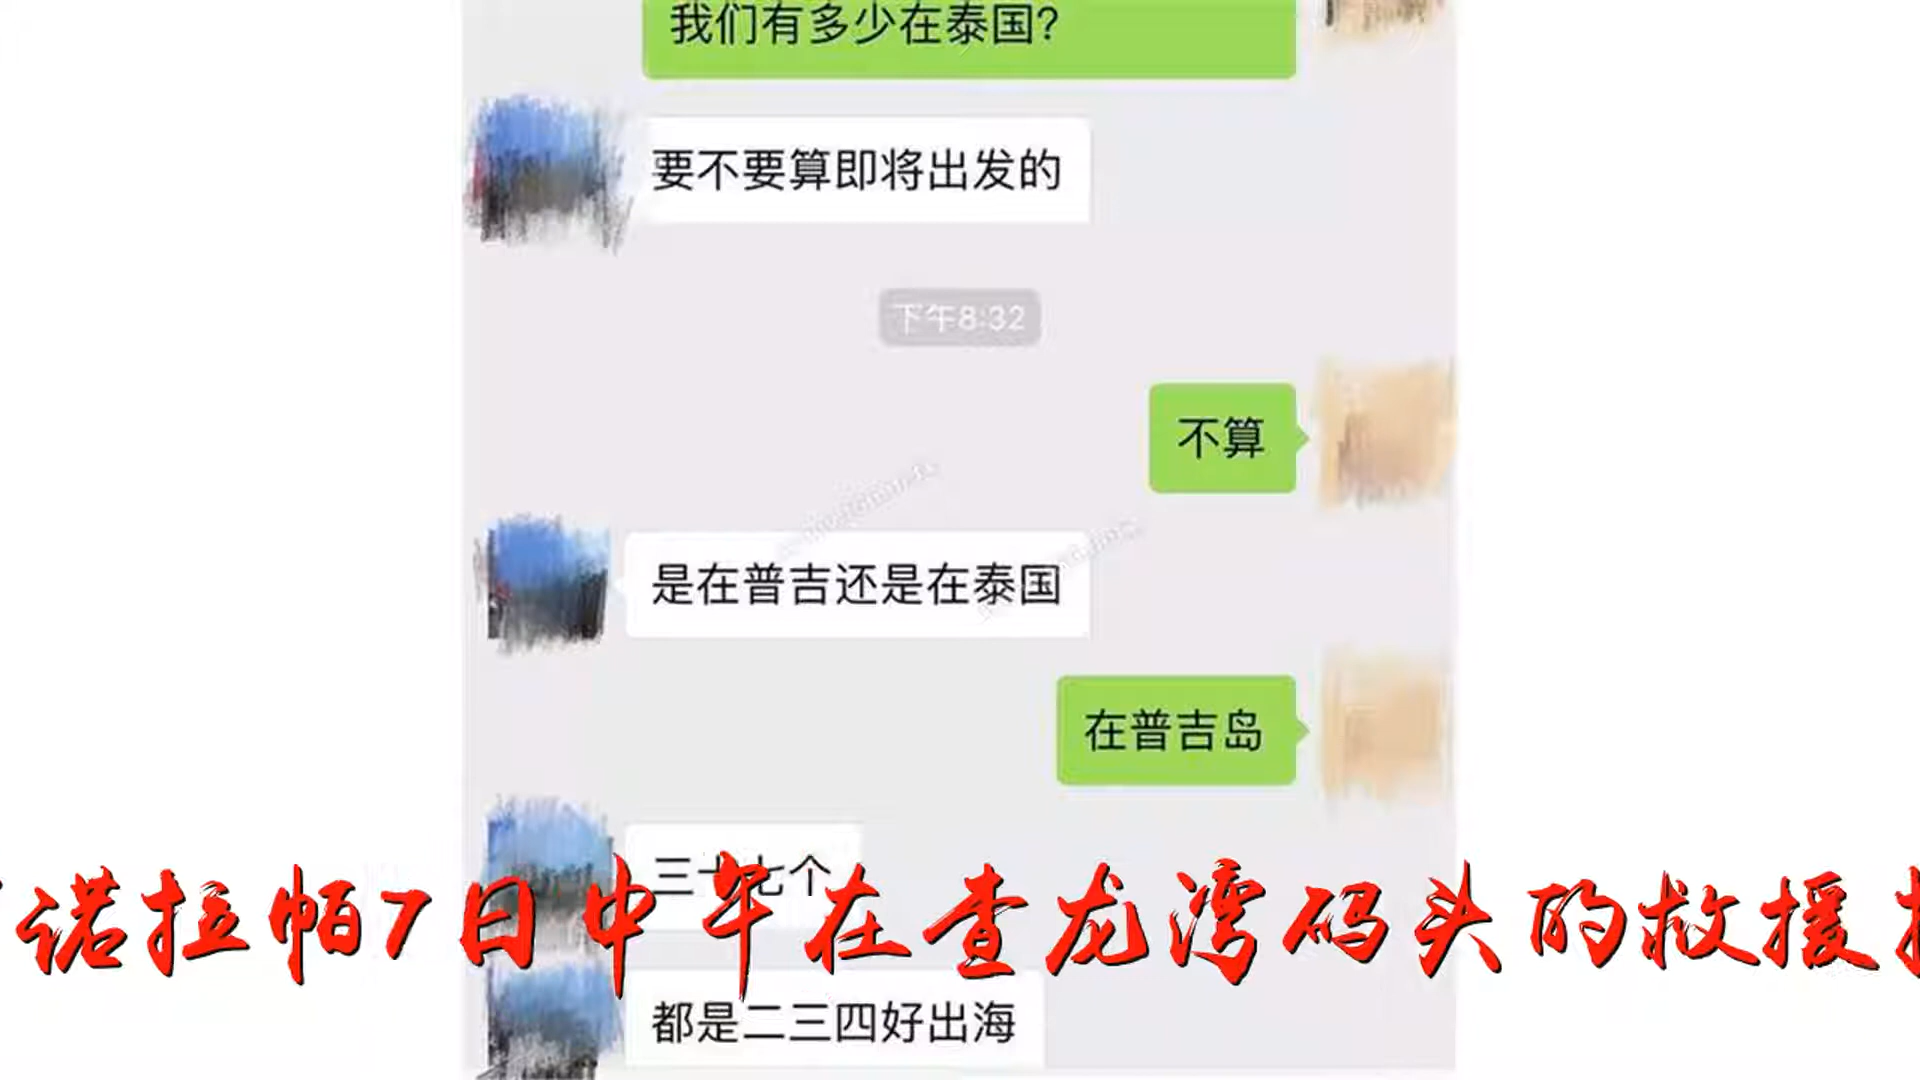 我们有多少在泰国?
要不要算即将出发的
下午8:32
不算
是在普吉还是在泰国
在普吉岛
三十七个
诺拉帕7日中午在查龙湾码头的救援
都是二三四好出海